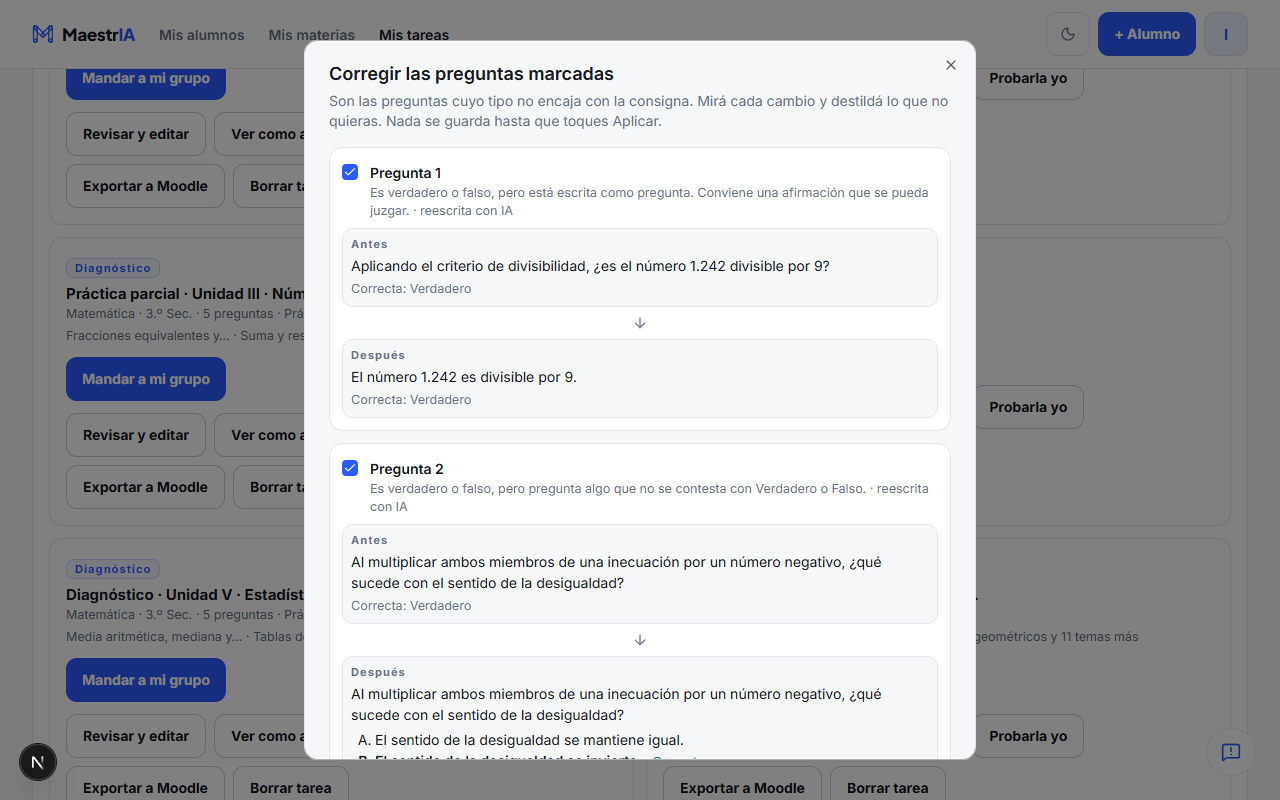 MaestrIA
Mis alumnos
Mis materias
Mis tareas
+ Alumno
I
Mandar a mi grupo
Probarla yo
Revisar y editar
Ver como a
Exportar a Moodle
Borrar ta
Diagnóstico
Práctica parcial · Unidad III · Núm
Matemática · 3.º Sec. · 5 preguntas · Prá
Fracciones equivalentes y... · Suma y res
Mandar a mi grupo
Probarla yo
Revisar y editar
Ver como a
Exportar a Moodle
Borrar ta
Diagnóstico
Diagnóstico · Unidad V · Estadíst
Matemática · 3.º Sec. · 5 preguntas · Prá
Media aritmética, mediana y... · Tablas de
geométricos y 11 temas más
Mandar a mi grupo
Probarla yo
Revisar y editar
Ver como a
Exportar a Moodle
Borrar tarea
Exportar a Moodle
Borrar tarea
N
Corregir las preguntas marcadas
Son las preguntas cuyo tipo no encaja con la consigna. Mirá cada cambio y destildá lo que no
quieras. Nada se guarda hasta que toques Aplicar.
Pregunta 1
Es verdadero o falso, pero está escrita como pregunta. Conviene una afirmación que se pueda
juzgar. · reescrita con IA
Antes
Aplicando el criterio de divisibilidad, ¿es el número 1.242 divisible por 9?
Correcta: Verdadero
Después
El número 1.242 es divisible por 9.
Correcta: Verdadero
Pregunta 2
Es verdadero o falso, pero pregunta algo que no se contesta con Verdadero o Falso. · reescrita
con IA
Antes
Al multiplicar ambos miembros de una inecuación por un número negativo, ¿qué
sucede con el sentido de la desigualdad?
Correcta: Verdadero
Después
Al multiplicar ambos miembros de una inecuación por un número negativo, ¿qué
sucede con el sentido de la desigualdad?
A. El sentido de la desigualdad se mantiene igual.
B. El sentido de la desigualdad se invierte.